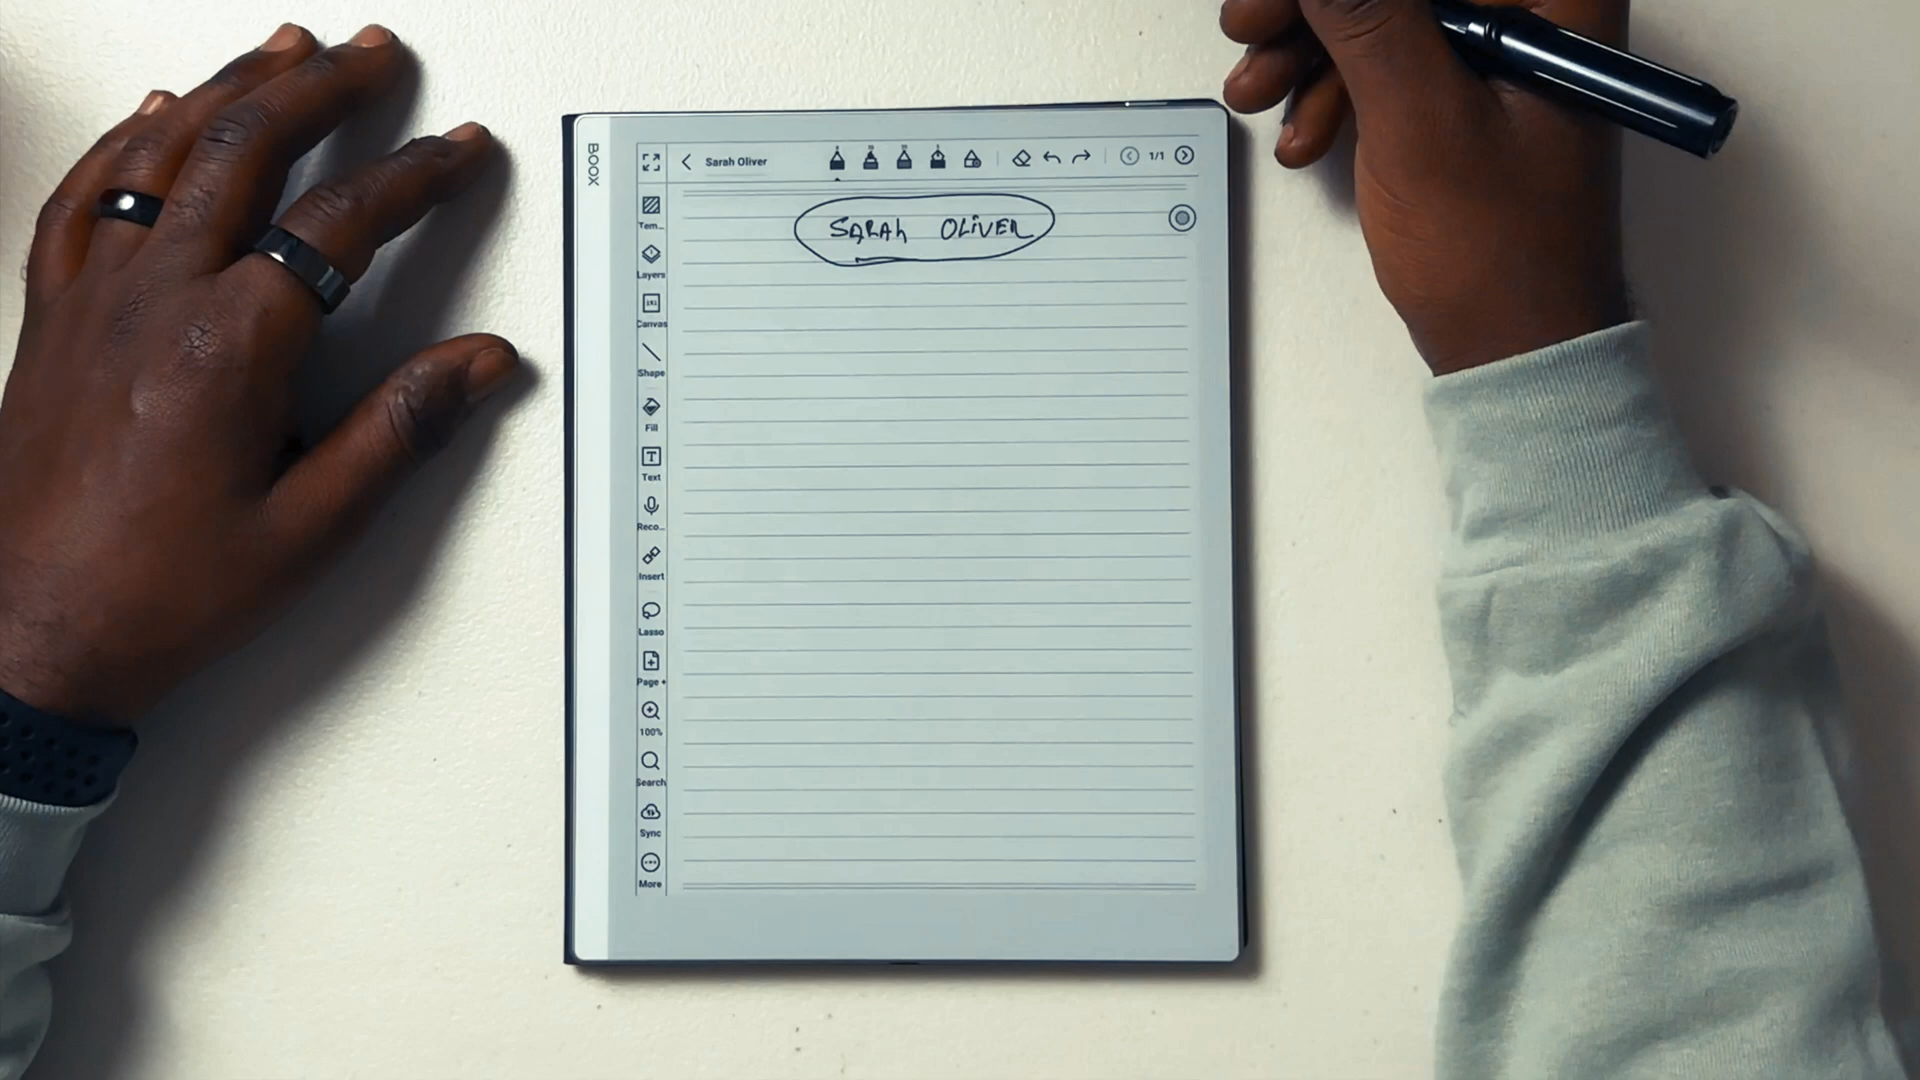 BOOX
Sarah Oliver
1/1
SARAh OLiVER
Tem...
Layers
Canvas
Shape
Fill
Text
Reco...
Insert
Lasso
Page +
100%
Search
Sync
More